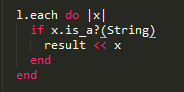 l.each do |x|
if x.is_a?(String)
result << x
end
end